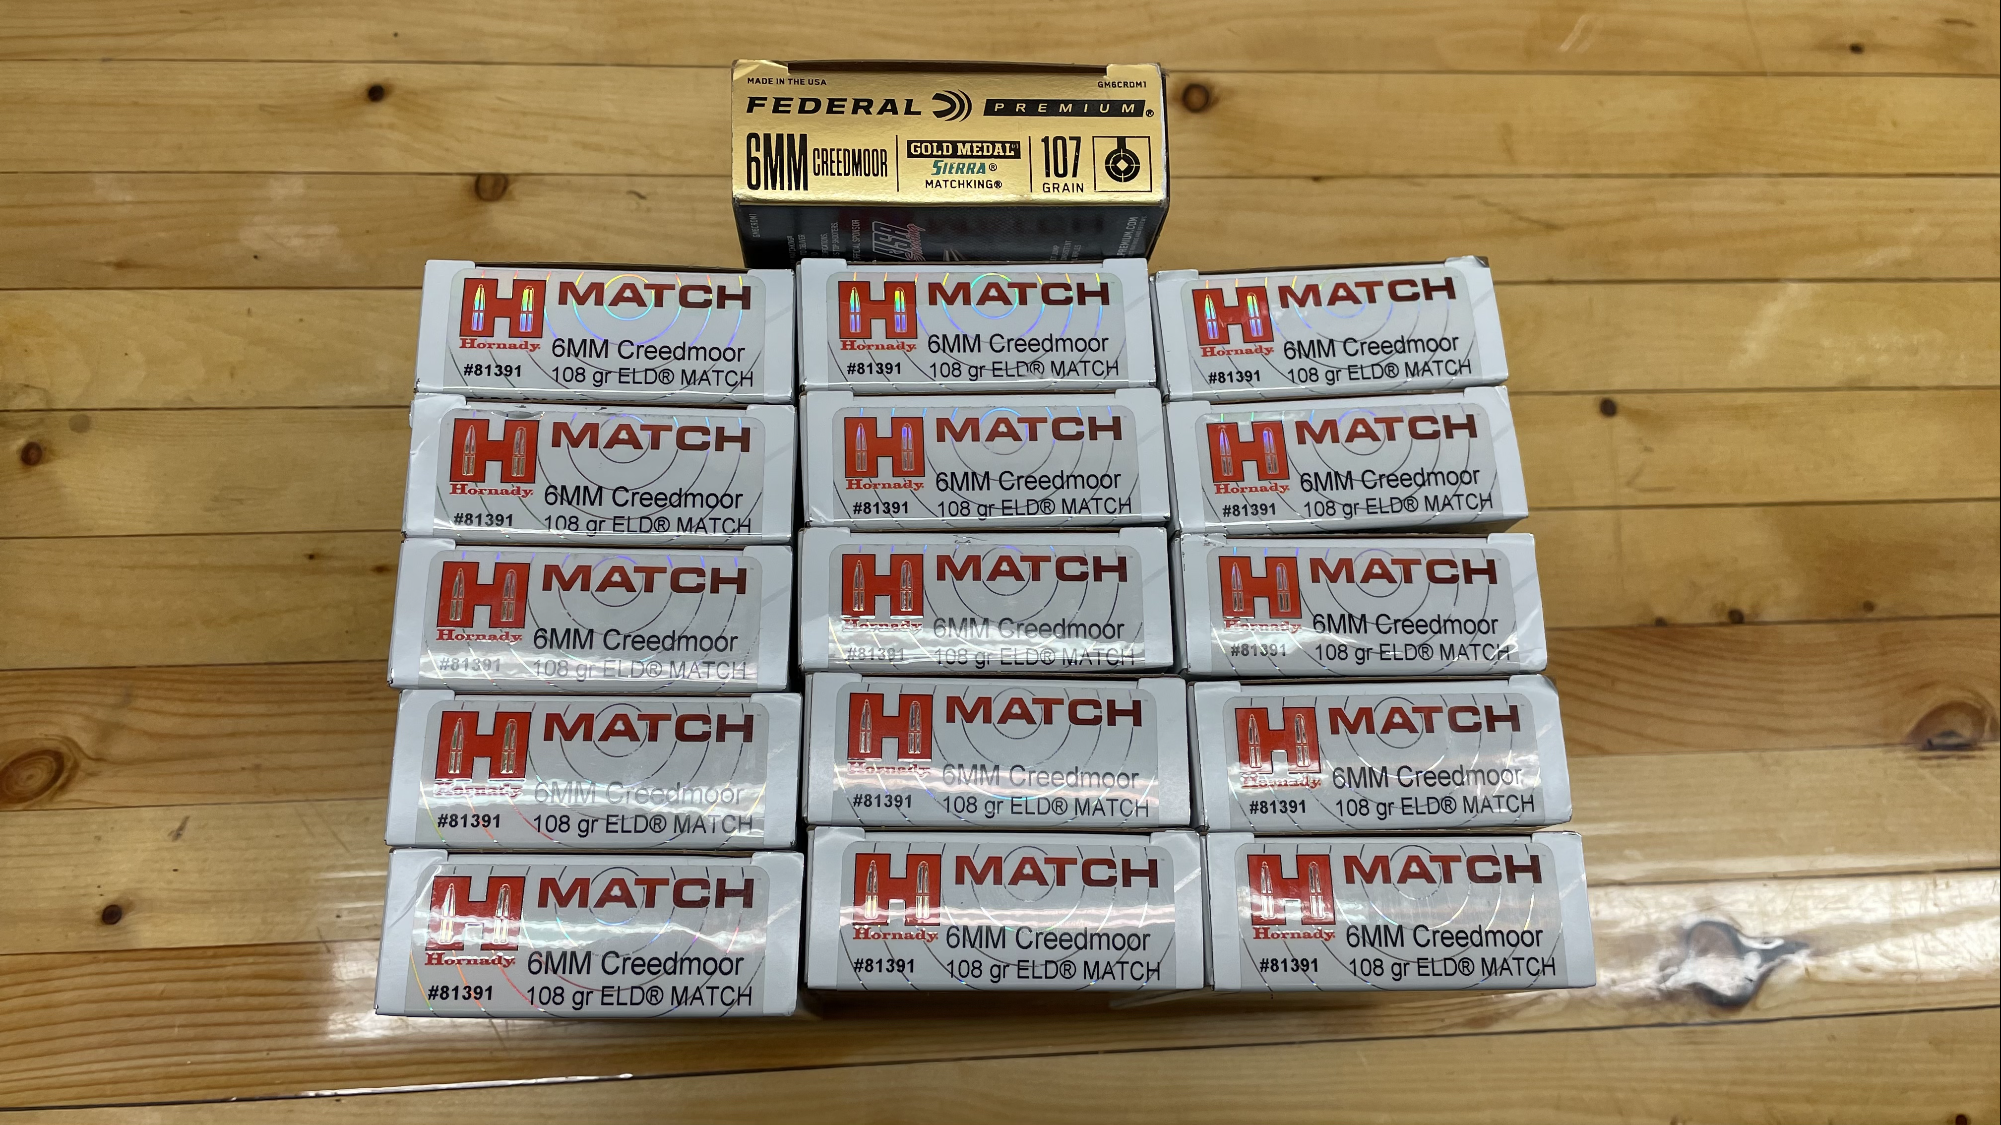 MADE IN THE USA
GM6CRDM1
FEDERAL PREMIUM®
6MM CREEDMOOR
GOLD MEDAL®
SIERRA®
MATCHKING®
107
GRAIN
USA
H MATCH
Hornady
6MM Creedmoor
#81391
108 gr ELD® MATCH
H MATCH
Hornady
6MM Creedmoor
#81391
108 gr ELD® MATCH
H MATCH
Hornady
6MM Creedmoor
#81391
108 gr ELD® MATCH
H MATCH
Hornady
6MM Creedmoor
#81391
108 gr ELD® MATCH
H MATCH
Hornady
6MM Creedmoor
#81391
108 gr ELD® MATCH
H MATCH
Hornady
6MM Creedmoor
#81391
108 gr ELD® MATCH
H MATCH
Hornady
6MM Creedmoor
#81391
108 gr ELD® MATCH
H MATCH
Hornady
6MM Creedmoor
#81391
108 gr ELD® MATCH
H MATCH
Hornady
6MM Creedmoor
#81391
108 gr ELD® MATCH
H MATCH
Hornady
6MM Creedmoor
#81391
108 gr ELD® MATCH
H MATCH
Hornady
6MM Creedmoor
#81391
108 gr ELD® MATCH
H MATCH
Hornady
6MM Creedmoor
#81391
108 gr ELD® MATCH
H MATCH
Hornady
6MM Creedmoor
#81391
108 gr ELD® MATCH
H MATCH
Hornady
6MM Creedmoor
#81391
108 gr ELD® MATCH
H MATCH
Hornady
6MM Creedmoor
#81391
108 gr ELD® MATCH